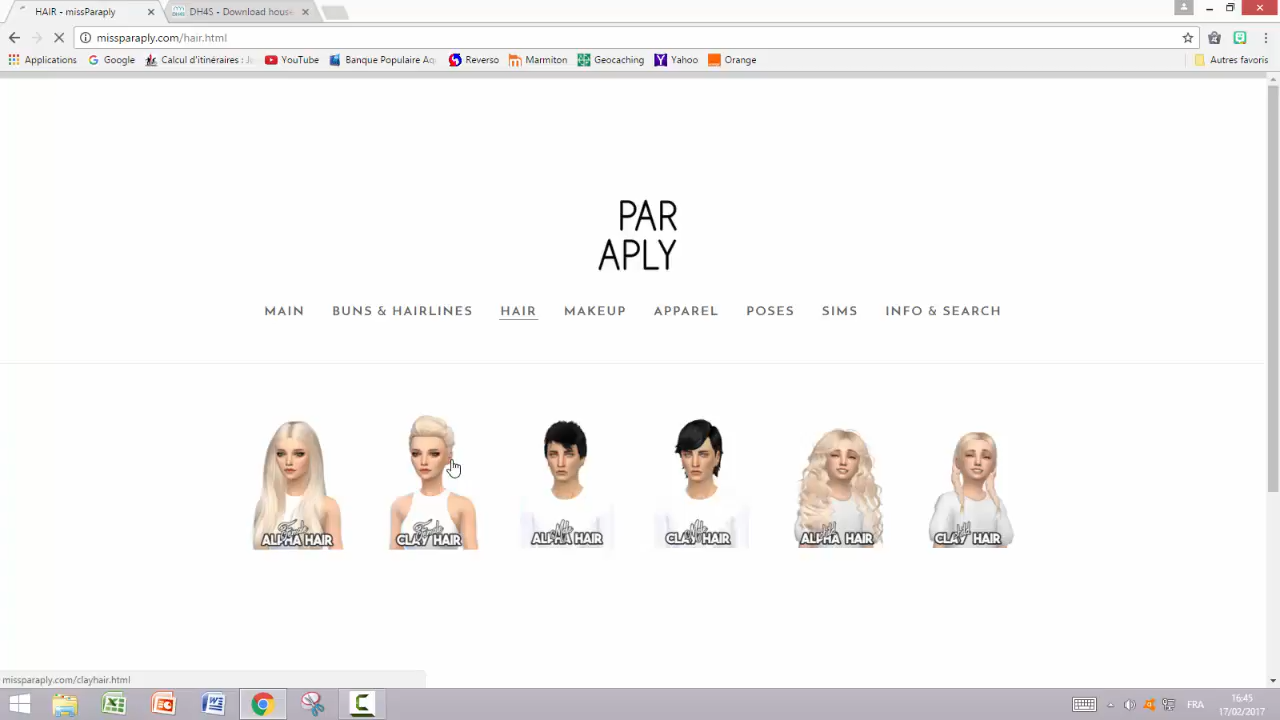 HAIR - missParaply
DH4S - Download hous
missparaply.com/hair.html
Applications
Google
Calcul d'itinéraires :
YouTube
Banque Populaire Aq
Reverso
Marmiton
Geocaching
Yahoo
Orange
Autres favoris
PAR
APLY
MAIN
BUNS & HAIRLINES
HAIR
MAKEUP
APPAREL
POSES
SIMS
INFO & SEARCH
ALPHA HAIR
CLAY HAIR
ALPHA HAIR
CLAY HAIR
ALPHA HAIR
CLAY HAIR
missparaply.com/clayhair.html
FRA
16:45
17/02/2017